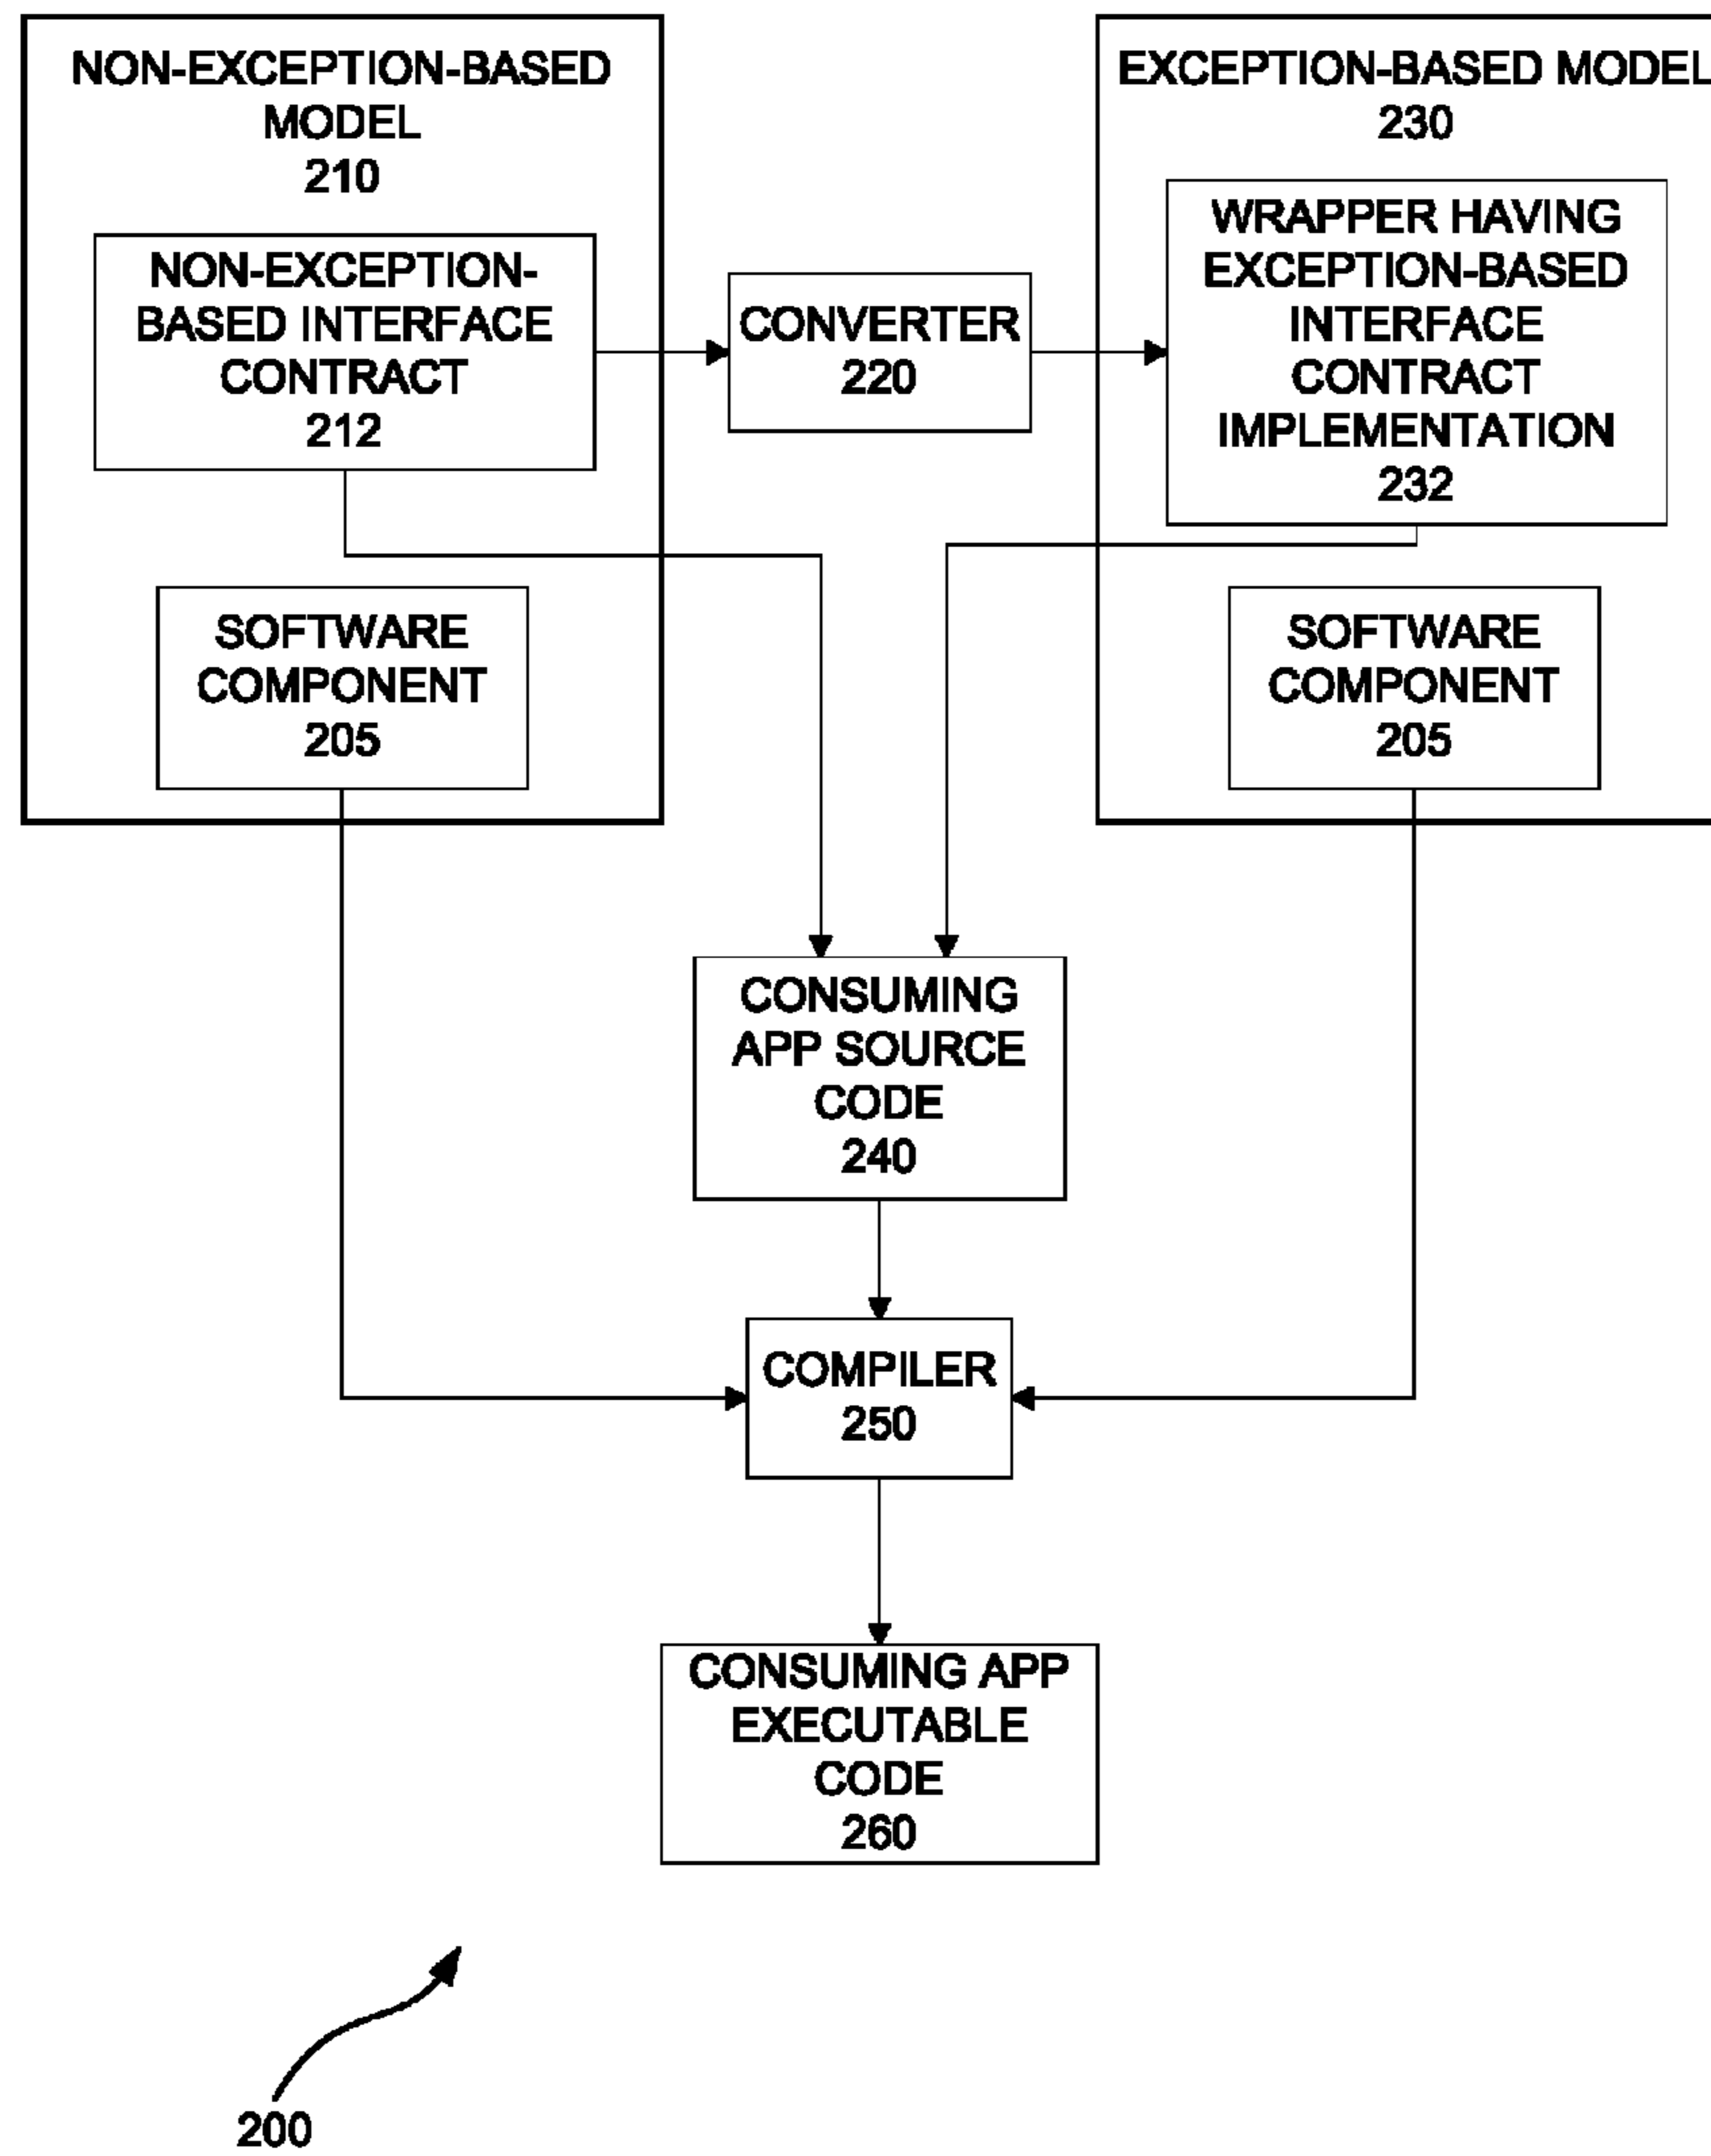 NON-EXCEPTION-BASED
MODEL
210
NON-EXCEPTION-
BASED INTERFACE
CONTRACT
212
SOFTWARE
COMPONENT
205
CONVERTER
220
EXCEPTION-BASED MODEL
230
WRAPPER HAVING
EXCEPTION-BASED
INTERFACE
CONTRACT
IMPLEMENTATION
232
SOFTWARE
COMPONENT
205
CONSUMING
APP SOURCE
CODE
240
COMPILER
250
CONSUMING APP
EXECUTABLE
CODE
260
200